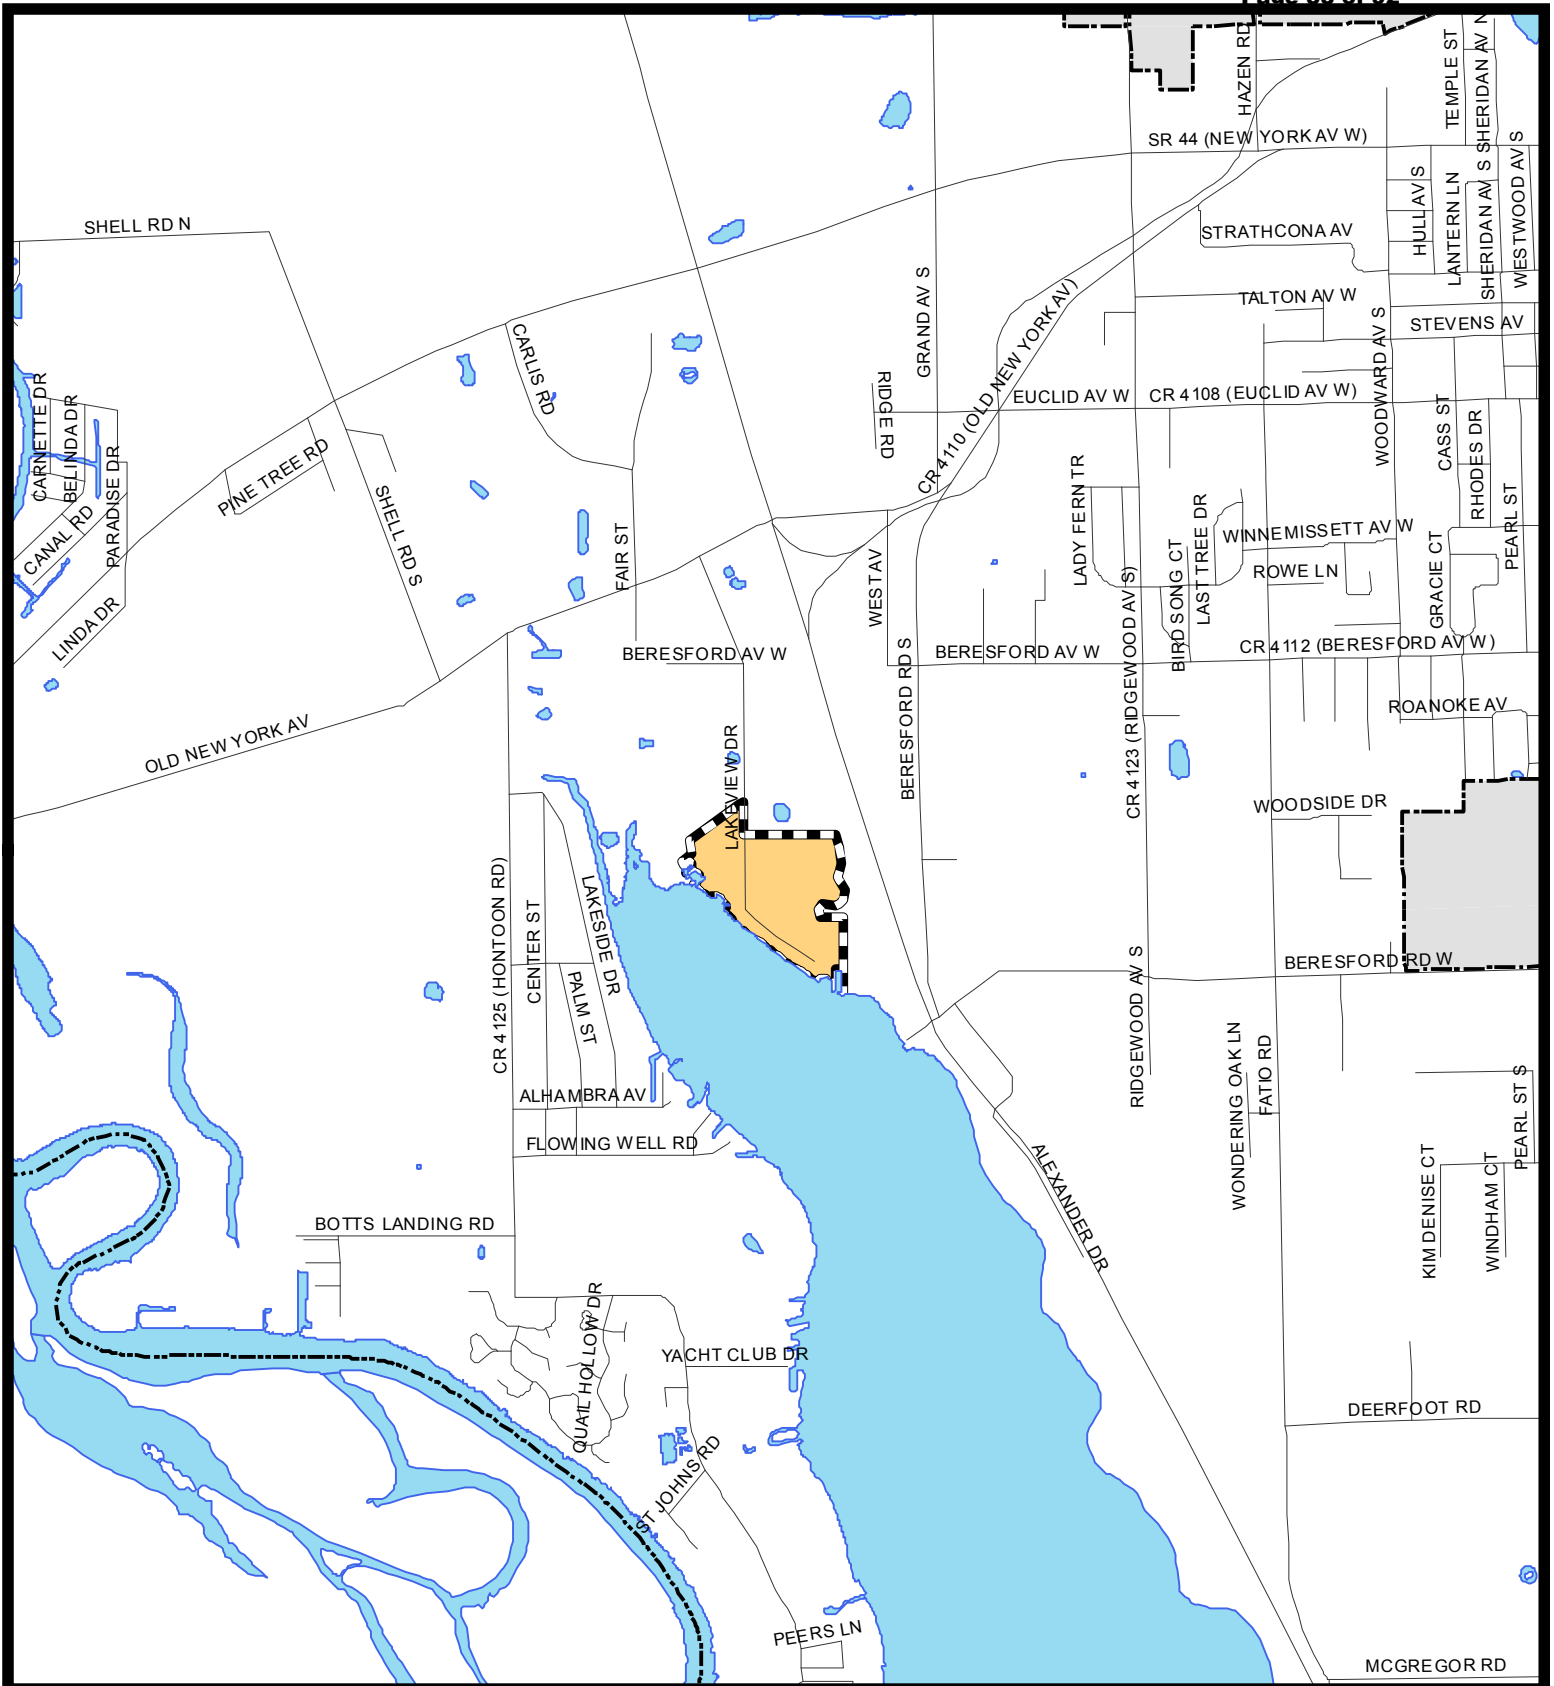 HAZEN RD
TEMPLE ST
SHERIDAN AV N
SR 44 (NEW YORK AV W)
SHELL RD N
STRATHCONA AV
HULL AV S
LANTERN LN
SHERIDAN AV S
WESTWOOD AV S
GRAND AV S
TALTON AV W
STEVENS AV
CARLIS RD
WOODWARD AV S
RIDGE RD
EUCLID AV W
CR 4108 (EUCLID AV W)
CR 4110 (OLD NEW YORK AV)
CARNETTE DR
BELINDA DR
PARADISE DR
CASS ST
RHODES DR
PINE TREE RD
SHELL RD S
CANAL RD
LADY FERN TR
LAST TREE DR
PEARL ST
WINNEMISSETT AV W
FAIR ST
WEST AV
BIRD SONG CT
ROWE LN
GRACIE CT
LINDA DR
BERESFORD AV W
BERESFORD AV W
CR 4112 (BERESFORD AV W)
BERESFORD RD S
CR 4123 (RIDGEWOOD AV S)
OLD NEW YORK AV
ROANOKE AV
LAKEVIEW DR
WOODSIDE DR
CR 4125 (HONTOON RD)
CENTER ST
LAKESIDE DR
PALM ST
BERESFORD RD W
RIDGEWOOD AV S
WONDERING OAK LN
FATIO RD
ALHAMBRA AV
FLOWING WELL RD
PEARL ST S
ALEXANDER DR
KIM DENISE CT
WINDHAM CT
BOTTS LANDING RD
QUAIL HOLLOW DR
YACHT CLUB DR
DEERFOOT RD
ST JOHNS RD
PEERS LN
MCGREGOR RD